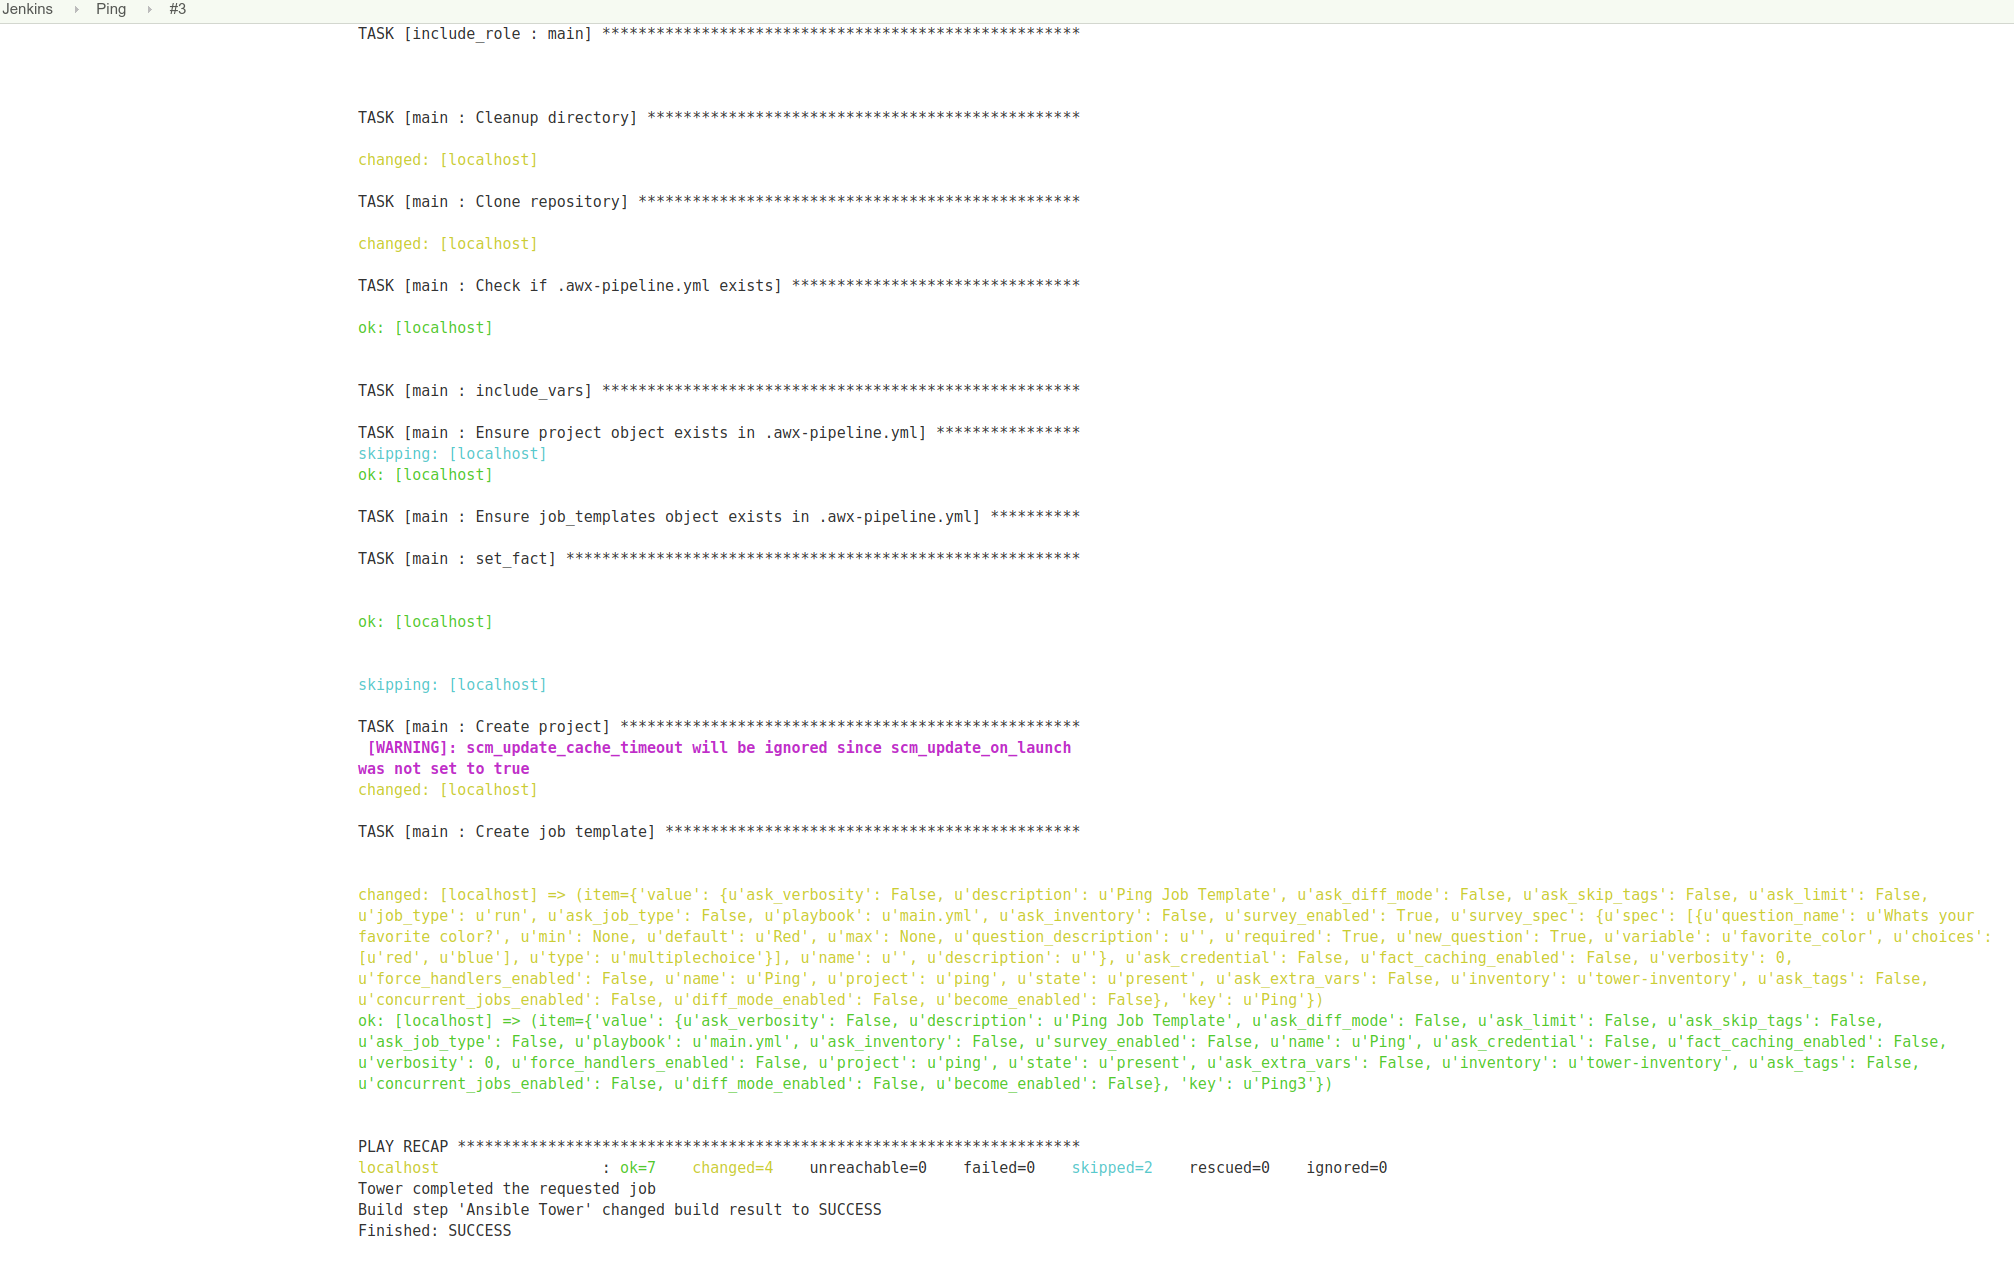 Jenkins Ping #3
TASK [include_role : main] *****************************************************
TASK [main : Cleanup directory] ************************************************
changed: [localhost]
TASK [main : Clone repository] *************************************************
changed: [localhost]
TASK [main : Check if .awx-pipeline.yml exists] ********************************
ok: [localhost]
TASK [main : include_vars] *****************************************************
TASK [main : Ensure project object exists in .awx-pipeline.yml] ****************
skipping: [localhost]
ok: [localhost]
TASK [main : Ensure job_templates object exists in .awx-pipeline.yml] **********
TASK [main : set_fact] *********************************************************
ok: [localhost]
skipping: [localhost]
TASK [main : Create project] ***************************************************
[WARNING]: scm_update_cache_timeout will be ignored since scm_update_on_launch
was not set to true
changed: [localhost]
TASK [main : Create job template] **********************************************
changed: [localhost] => (item={'value': {u'ask_verbosity': False, u'description': u'Ping Job Template', u'ask_diff_mode': False, u'ask_skip_tags': False, u'ask_limit': False,
u'job_type': u'run', u'ask_job_type': False, u'playbook': u'main.yml', u'ask_inventory': False, u'survey_enabled': True, u'survey_spec': {u'spec': [{u'question_name': u'Whats your
favorite color?', u'min': None, u'default': u'Red', u'max': None, u'question_description': u'', u'required': True, u'new_question': True, u'variable': u'favorite_color', u'choices':
[u'red', u'blue'], u'type': u'multiplechoice'}], u'name': u'', u'description': u''}, u'ask_credential': False, u'fact_caching_enabled': False, u'verbosity': 0,
u'force_handlers_enabled': False, u'name': u'Ping', u'project': u'ping', u'state': u'present', u'ask_extra_vars': False, u'inventory': u'tower-inventory', u'ask_tags': False,
u'concurrent_jobs_enabled': False, u'diff_mode_enabled': False, u'become_enabled': False}, 'key': u'Ping'})
ok: [localhost] => (item={'value': {u'ask_verbosity': False, u'description': u'Ping Job Template', u'ask_diff_mode': False, u'ask_limit': False, u'ask_skip_tags': False,
u'ask_job_type': False, u'playbook': u'main.yml', u'ask_inventory': False, u'survey_enabled': False, u'name': u'Ping', u'ask_credential': False, u'fact_caching_enabled': False,
u'verbosity': 0, u'force_handlers_enabled': False, u'project': u'ping', u'state': u'present', u'ask_extra_vars': False, u'inventory': u'tower-inventory', u'ask_tags': False,
u'concurrent_jobs_enabled': False, u'diff_mode_enabled': False, u'become_enabled': False}, 'key': u'Ping3'})
PLAY RECAP *********************************************************************
localhost : ok=7 changed=4 unreachable=0 failed=0 skipped=2 rescued=0 ignored=0
Tower completed the requested job
Build step 'Ansible Tower' changed build result to SUCCESS
Finished: SUCCESS